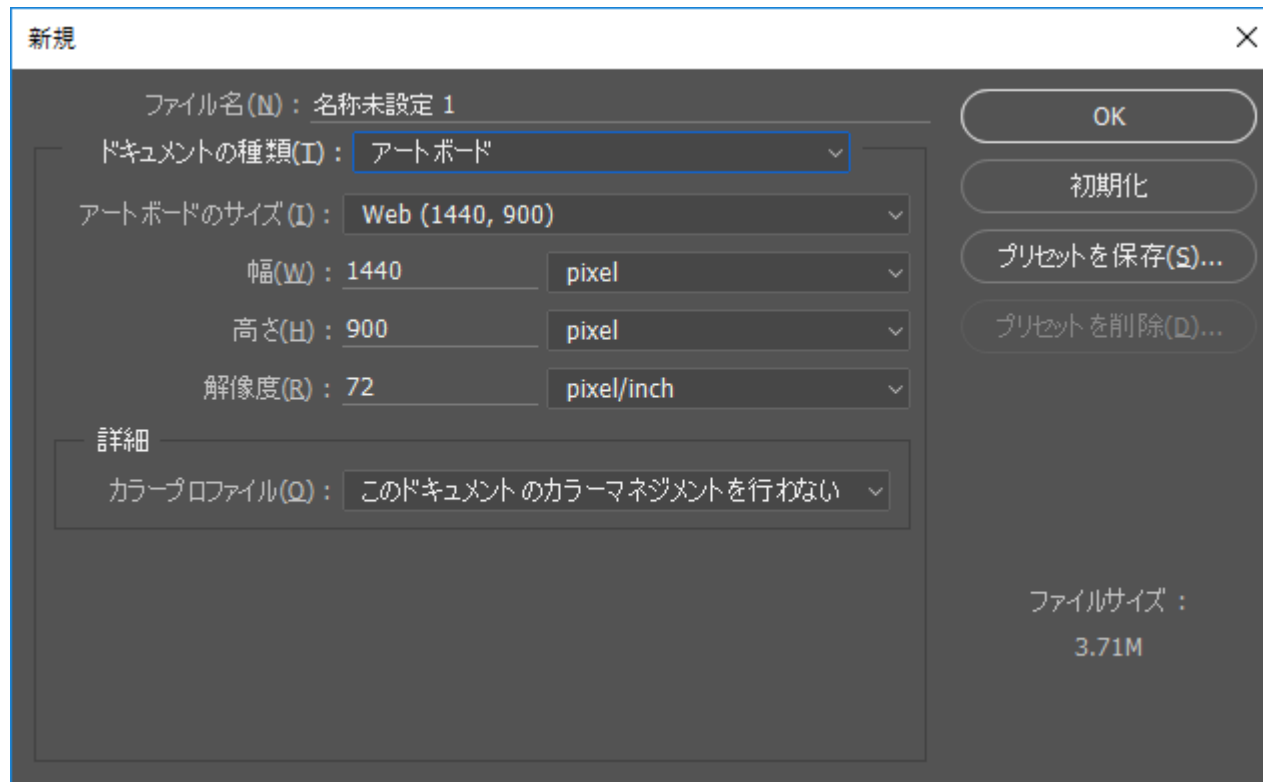 新規
ファイル名(N)：名称未設定 1
ドキュメントの種類(T)：アートボード
アートボードのサイズ(I)：Web (1440, 900)
幅(W)：1440 pixel
高さ(H)：900 pixel
解像度(R)：72 pixel/inch
詳細
カラープロファイル(O)：このドキュメントのカラーマネジメントを行わない
OK
初期化
プリセットを保存(S)...
プリセットを削除(D)...
ファイルサイズ：
3.71M